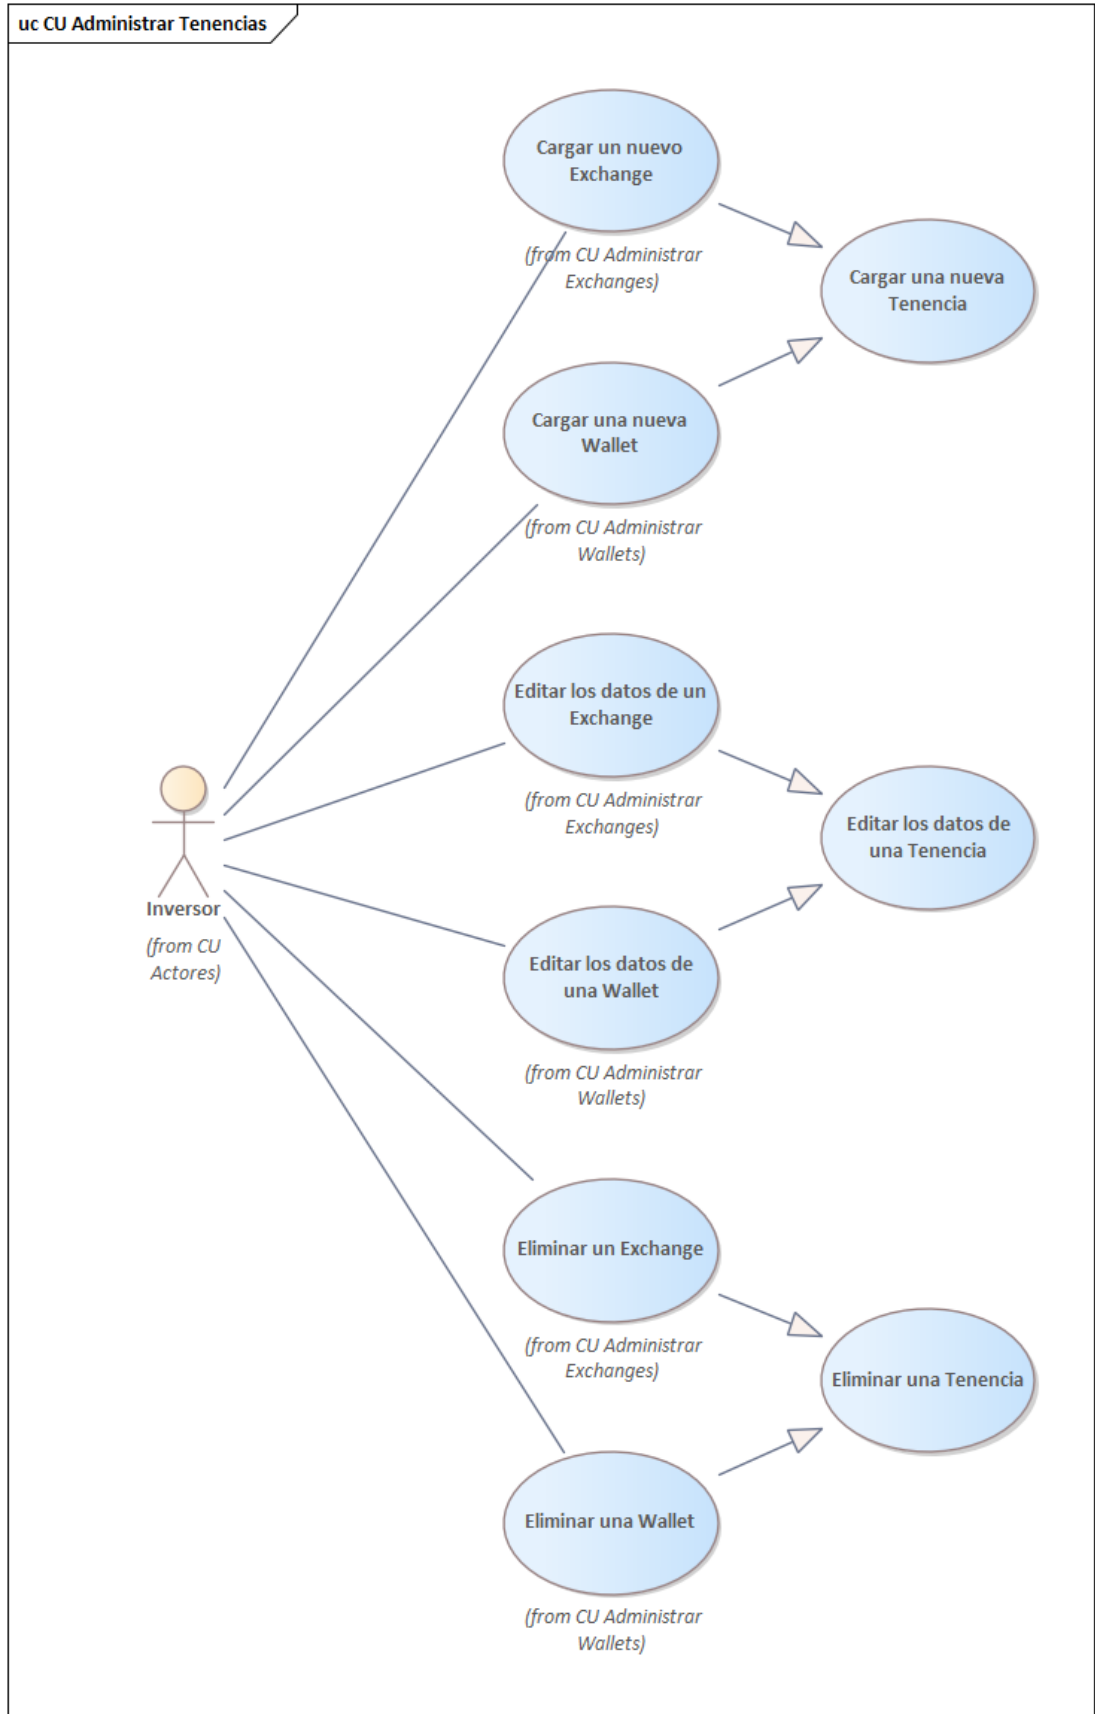 uc CU Administrar Tenencias
Cargar un nuevo
Exchange
(from CU Administrar
Exchanges)
Cargar una nueva
Tenencia
Cargar una nueva
Wallet
(from CU Administrar
Wallets)
Editar los datos de un
Exchange
(from CU Administrar
Exchanges)
Editar los datos de
una Tenencia
Inversor
(from CU
Actores)
Editar los datos de
una Wallet
(from CU Administrar
Wallets)
Eliminar un Exchange
(from CU Administrar
Exchanges)
Eliminar una Tenencia
Eliminar una Wallet
(from CU Administrar
Wallets)